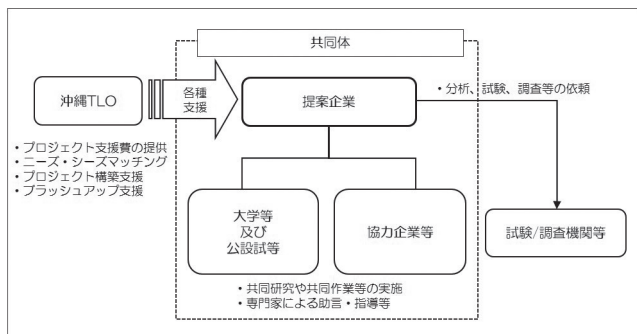 共同体
沖縄TLO
各種
支援
提案企業
・分析、試験、調査等の依頼
・プロジェクト支援費の提供
・ニーズ・シーズマッチング
・プロジェクト構築支援
・ブラッシュアップ支援
大学等
及び
公設試等
協力企業等
試験/調査機関等
・共同研究や共同作業等の実施
・専門家による助言・指導等